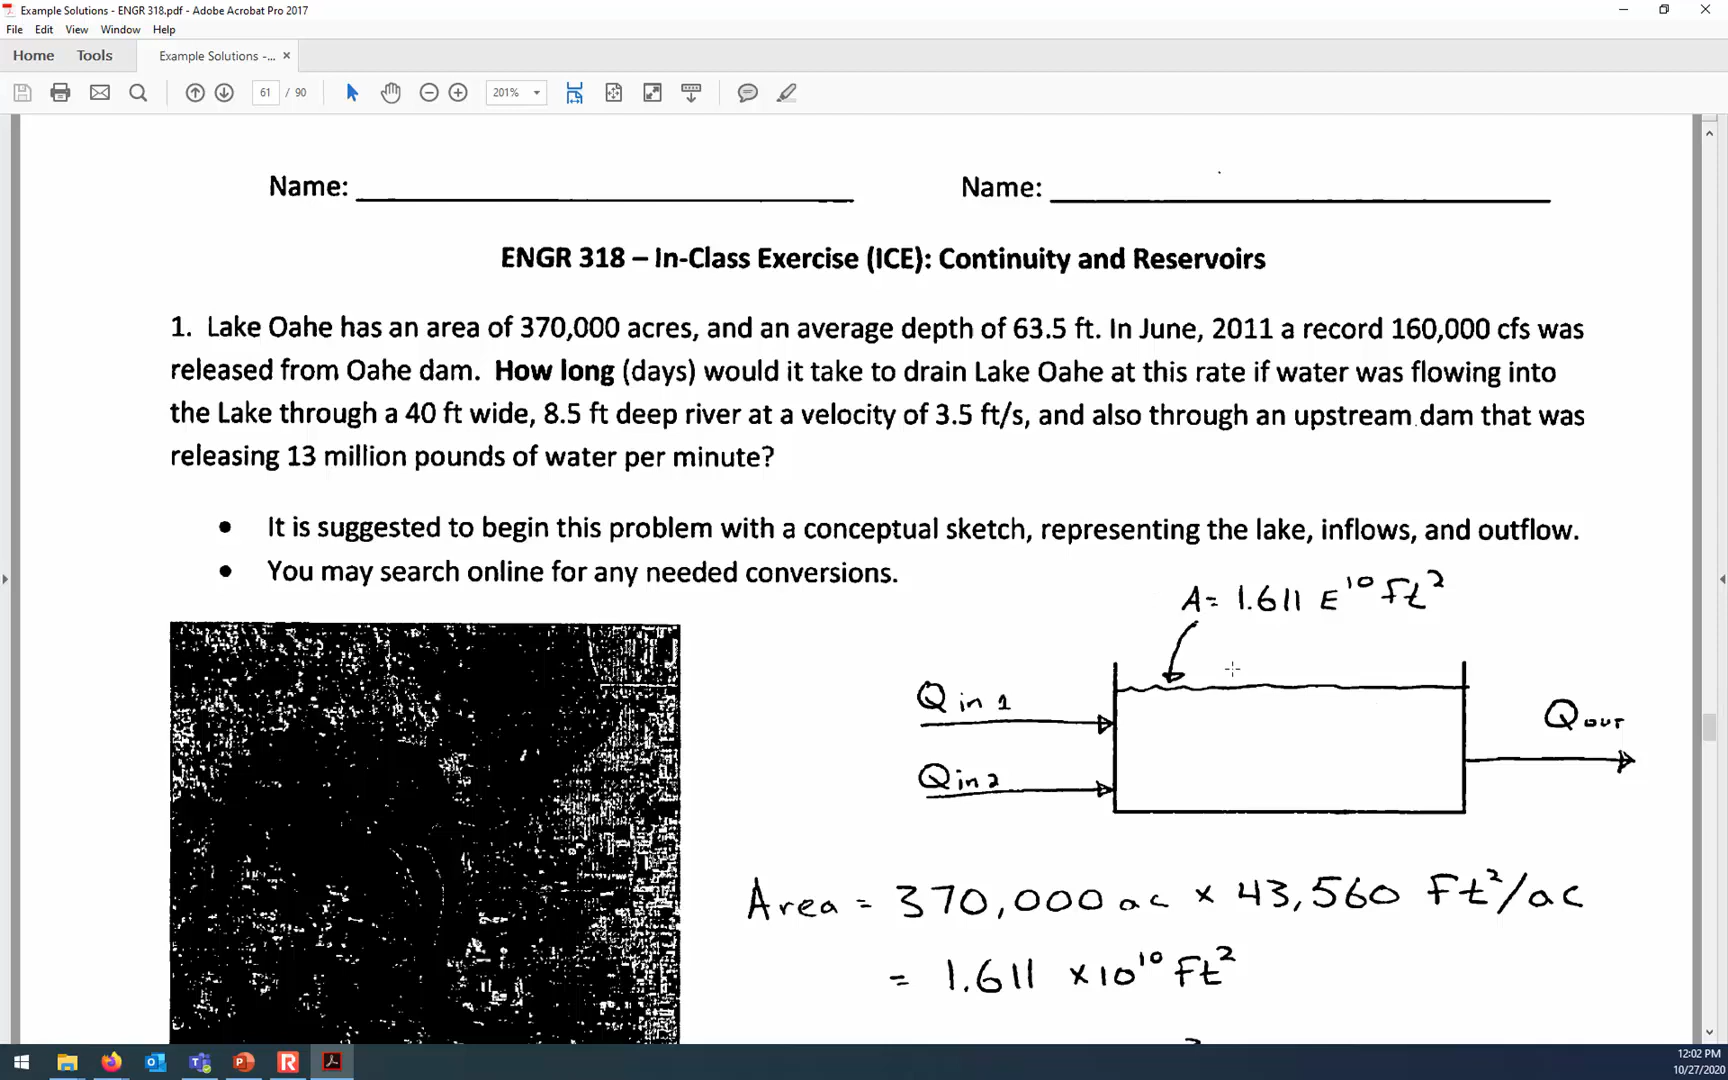 Example Solutions - ENGR 318.pdf - Adobe Acrobat Pro 2017
File Edit View Window Help
Home Tools Example Solutions -... ×
61 / 90 201%
Name: Name:
ENGR 318 – In-Class Exercise (ICE): Continuity and Reservoirs
1. Lake Oahe has an area of 370,000 acres, and an average depth of 63.5 ft. In June, 2011 a record 160,000 cfs was
released from Oahe dam. How long (days) would it take to drain Lake Oahe at this rate if water was flowing into
the Lake through a 40 ft wide, 8.5 ft deep river at a velocity of 3.5 ft/s, and also through an upstream dam that was
releasing 13 million pounds of water per minute?
• It is suggested to begin this problem with a conceptual sketch, representing the lake, inflows, and outflow.
• You may search online for any needed conversions.
A= 1.611 E¹⁰ Ft²
Q in 1
Q out
Q in 2
Area = 370,000 ac × 43,560 Ft²/ac
= 1.611 ×10¹⁰ Ft²
12:02 PM
10/27/2020